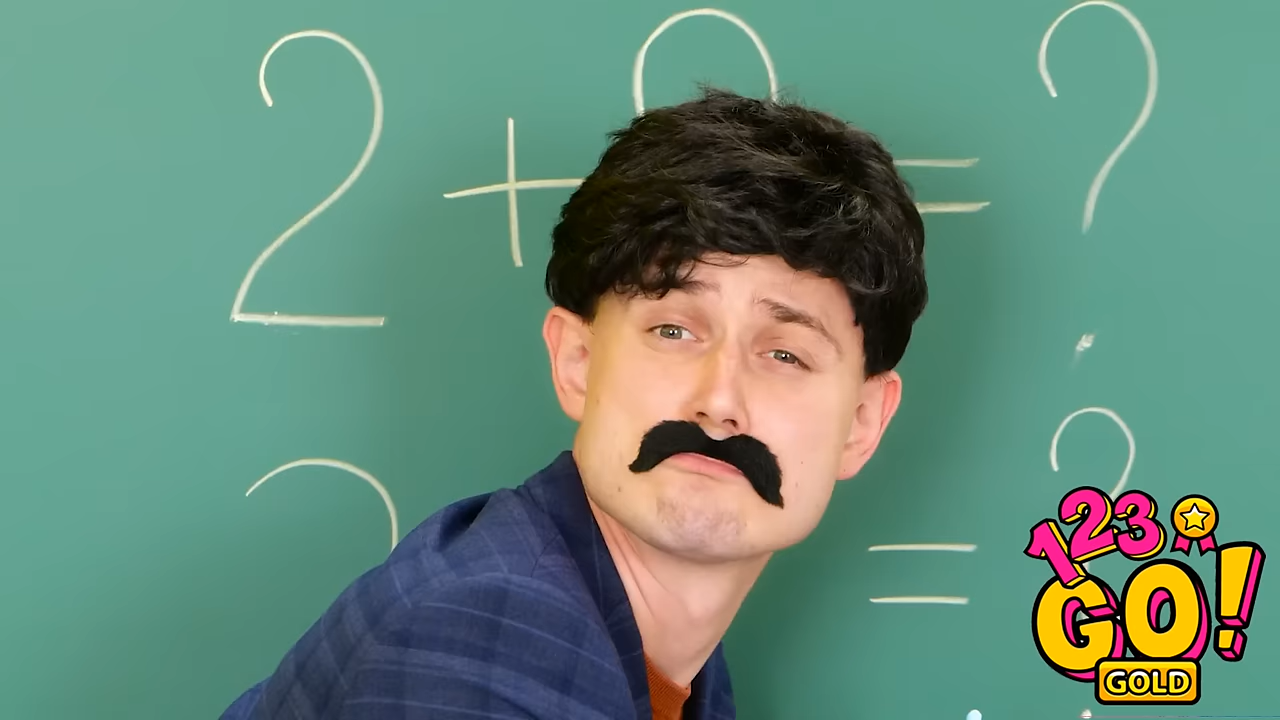 2 + = ?
2 = ?
123
GO!
GOLD